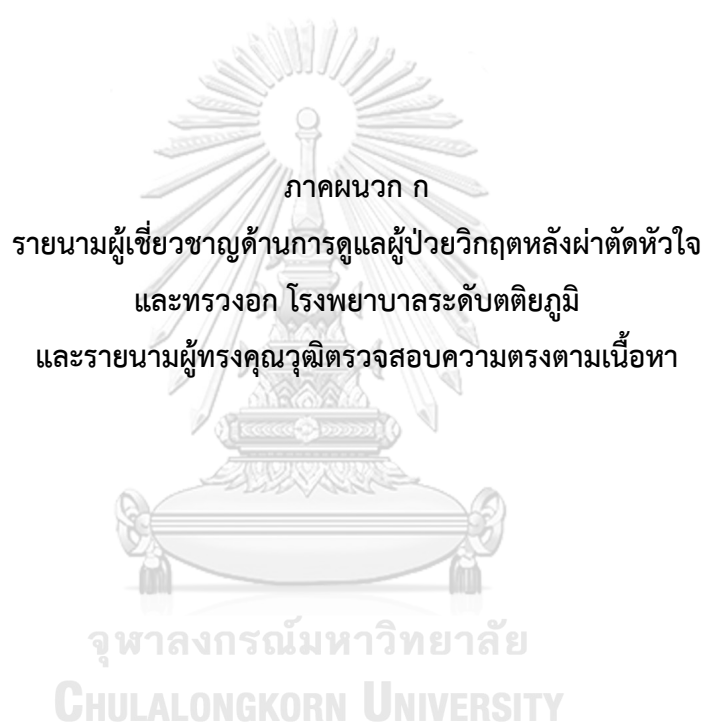 ภาคผนวก ก
รายนามผู้เชี่ยวชาญด้านการดูแลผู้ป่วยวิกฤตหลังผ่าตัดหัวใจ
และทรวงอก โรงพยาบาลระดับตติยภูมิ
และรายนามผู้ทรงคุณวุฒิตรวจสอบความตรงตามเนื้อหา
จุฬาลงกรณ์มหาวิทยาลัย
CHULALONGKORN UNIVERSITY